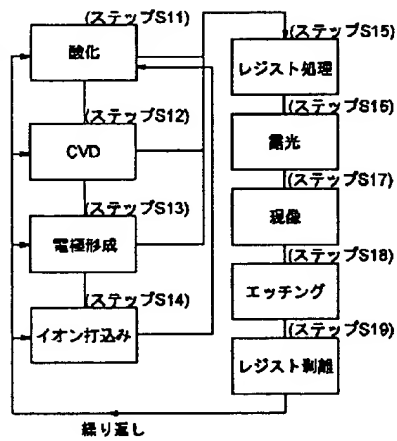 (ステップS11)
酸化
(ステップS12)
CVD
(ステップS13)
電極形成
(ステップS14)
イオン打込み
(ステップS15)
レジスト処理
(ステップS16)
露光
(ステップS17)
現像
(ステップS18)
エッチング
(ステップS19)
レジスト剥離
繰り返し